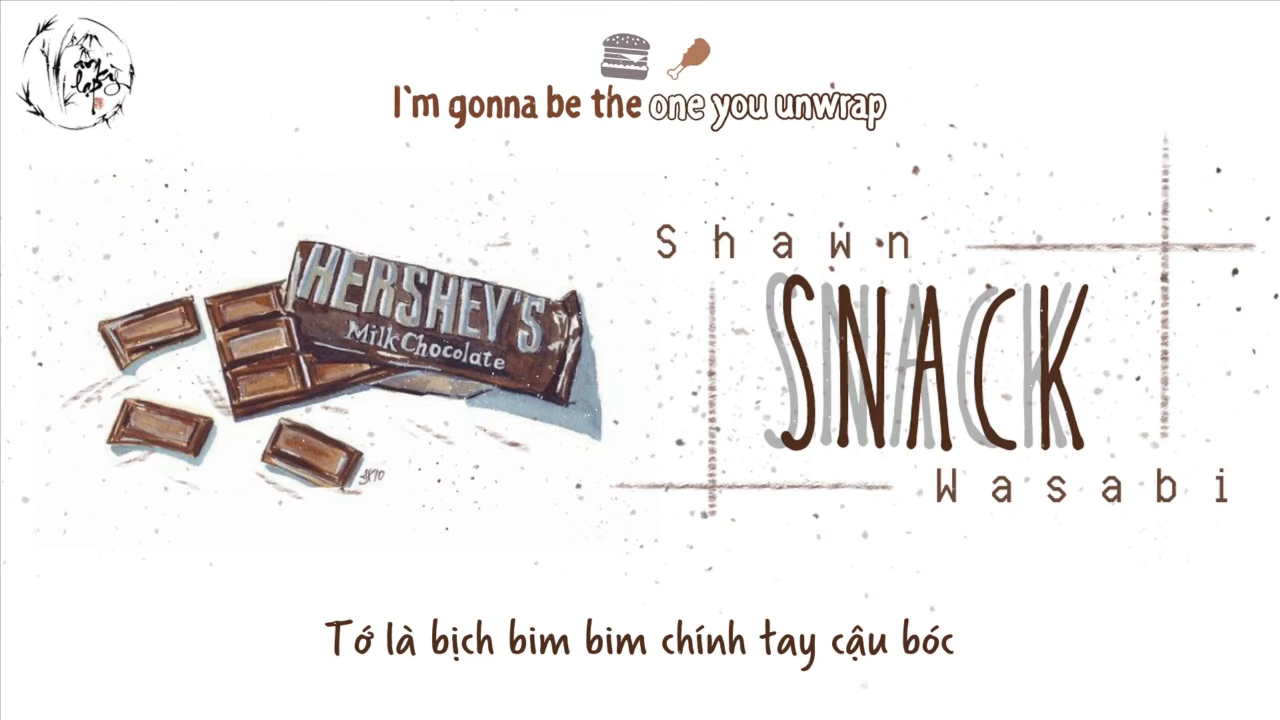 I'm gonna be the one you unwrap
Shawn
SNACK
Wasabi
HERSHEY'S
Milk Chocolate
Tớ là bịch bim bim chính tay cậu bóc